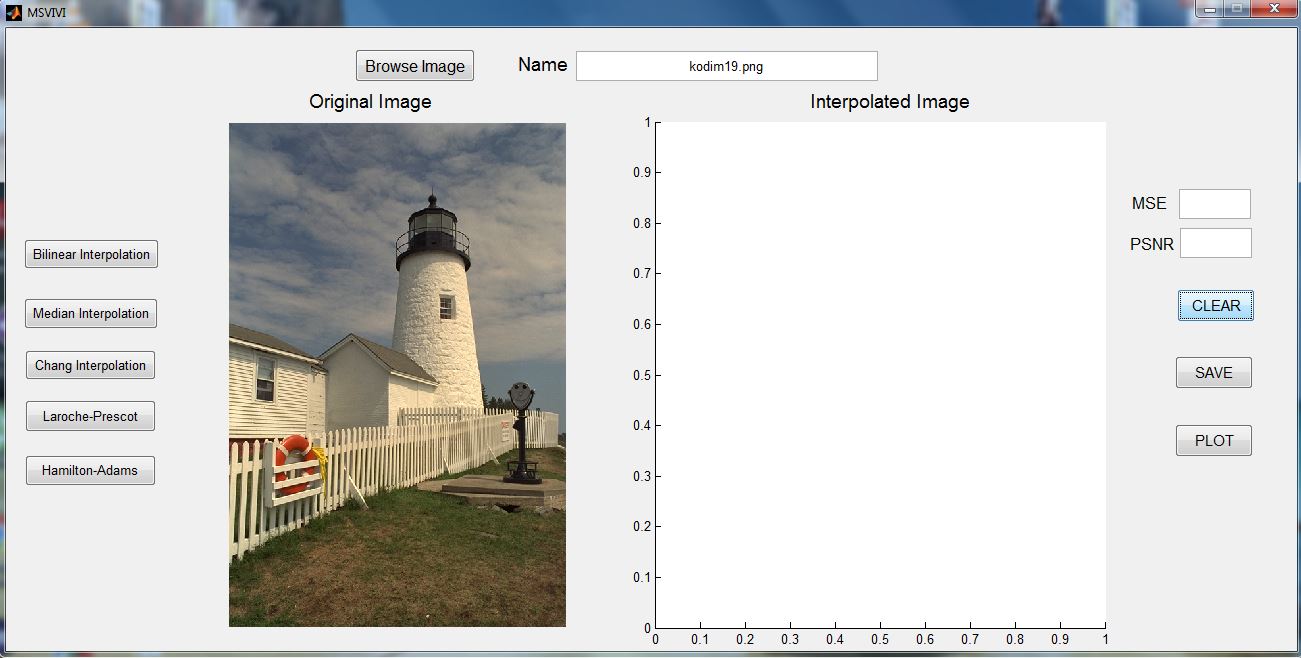 MSVIVI
Browse Image
Name
kodim19.png
Original Image
Interpolated Image
Bilinear Interpolation
Median Interpolation
Chang Interpolation
Laroche-Prescot
Hamilton-Adams
1
0.9
0.8
0.7
0.6
0.5
0.4
0.3
0.2
0.1
0
0 0.1 0.2 0.3 0.4 0.5 0.6 0.7 0.8 0.9 1
MSE
PSNR
CLEAR
SAVE
PLOT